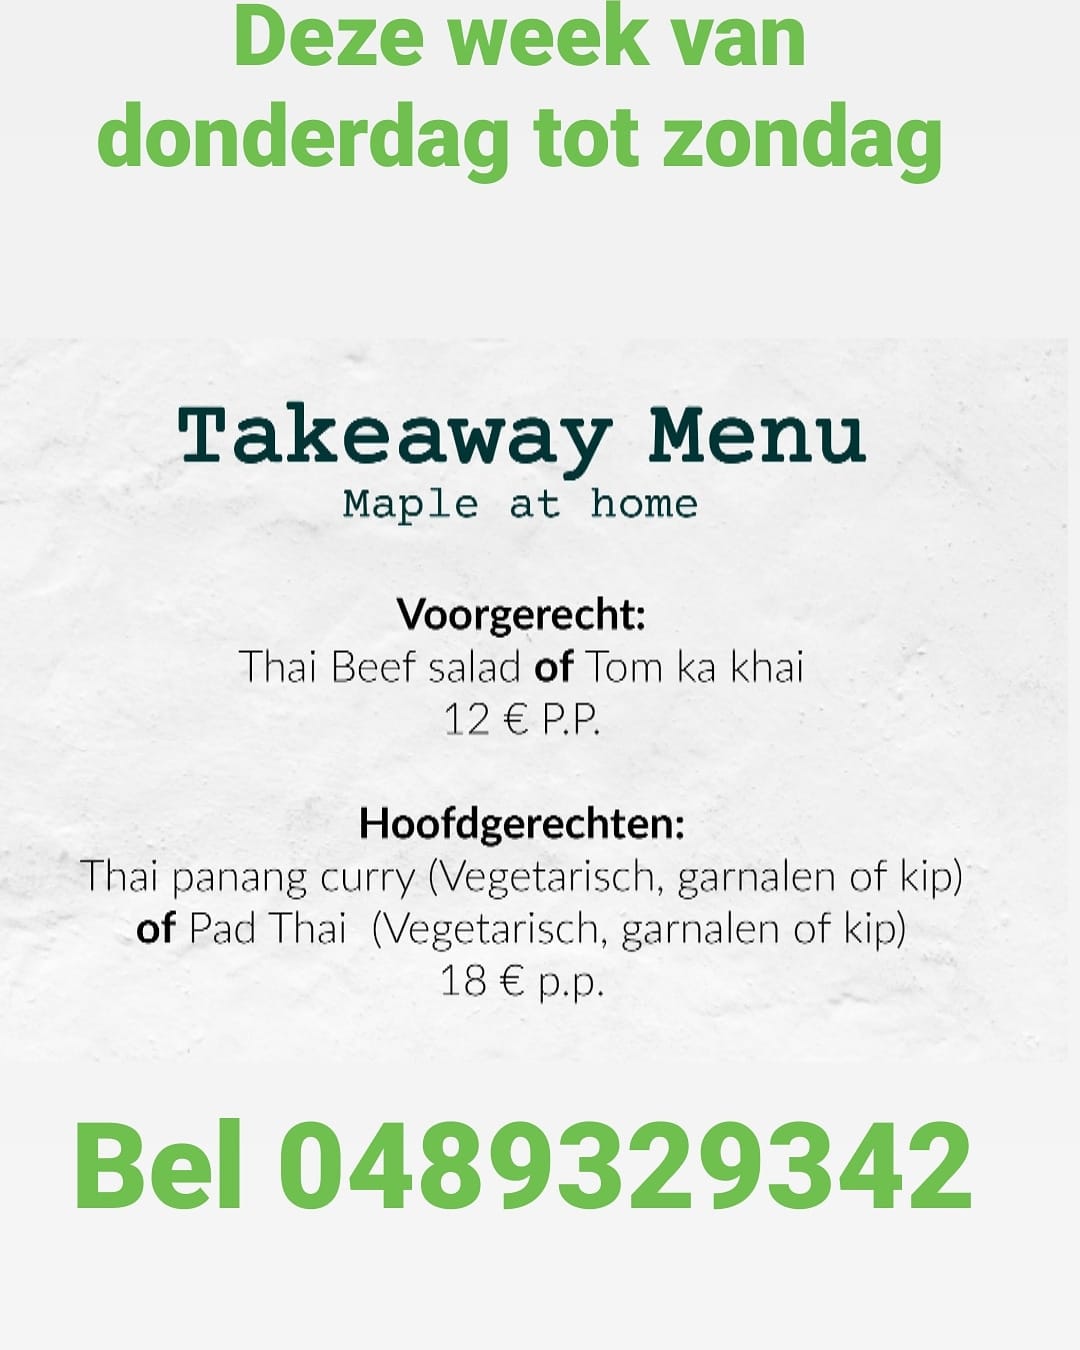 Deze week van
donderdag tot zondag
Takeaway Menu
Maple at home
Voorgerecht:
Thai Beef salad of Tom ka khai
12 € P.P.
Hoofdgerechten:
Thai panang curry (Vegetarisch, garnalen of kip)
of Pad Thai (Vegetarisch, garnalen of kip)
18 € p.p.
Bel 0489329342